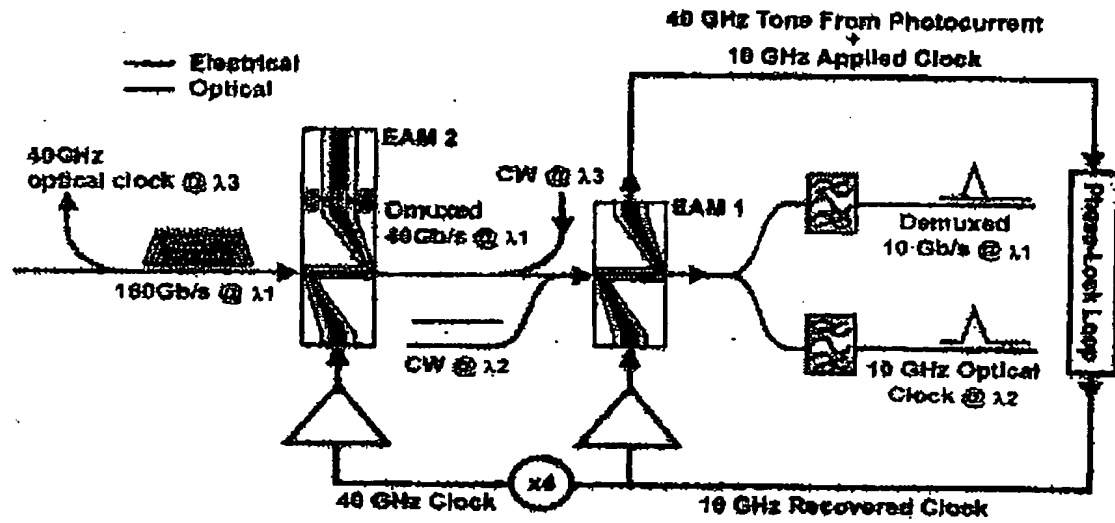 40 GHz Tone From Photocurrent
+
10 GHz Applied Clock
Electrical
Optical
EAM 2
40GHz
optical clock @ λ3
CW @ λ3
EAM 1
Dmuxed
40Gb/s @ λ1
160Gb/s @ λ1
Demuxed
10 Gb/s @ λ1
Phase-Lock Loop
CW @ λ2
10 GHz Optical
Clock @ λ2
x4
40 GHz Clock
10 GHz Recovered Clock